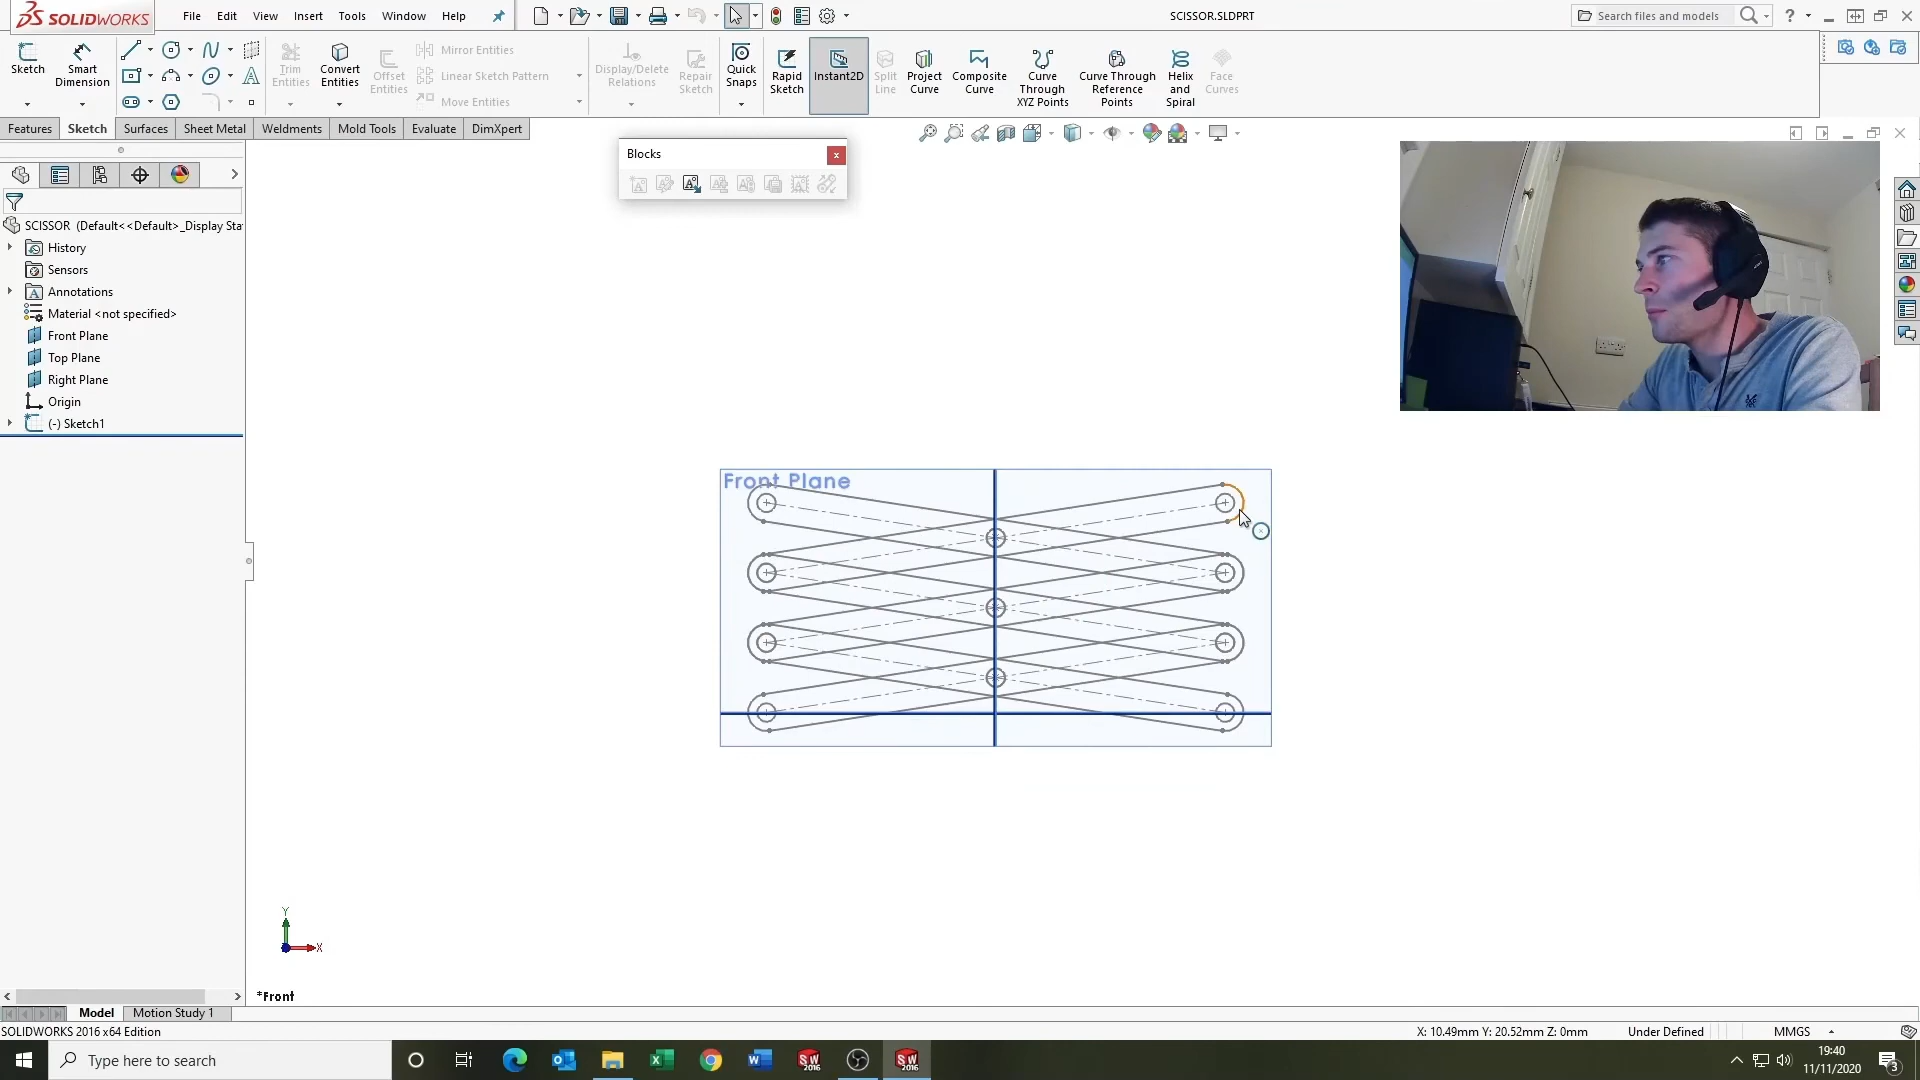 SOLIDWORKS
File Edit View Insert Tools Window Help
SCISSOR.SLDPRT
Search files and models
?
Sketch
Smart Dimension
Trim Entities
Convert Entities
Offset Entities
Mirror Entities
Linear Sketch Pattern
Move Entities
Display/Delete Relations
Repair Sketch
Quick Snaps
Rapid Sketch
Instant2D
Split Line
Project Curve
Composite Curve
Curve Through XYZ Points
Curve Through Reference Points
Helix and Spiral
Face Curves
Features Sketch Surfaces Sheet Metal Weldments Mold Tools Evaluate DimXpert
Blocks
SCISSOR (Default<<Default>_Display Sta
History
Sensors
Annotations
Material <not specified>
Front Plane
Top Plane
Right Plane
Origin
(-) Sketch1
Front Plane
Y
X
*Front
Model Motion Study 1
SOLIDWORKS 2016 x64 Edition
X: 10.49mm Y: 20.52mm Z: 0mm
Under Defined
MMGS
Type here to search
19:40
11/11/2020
3